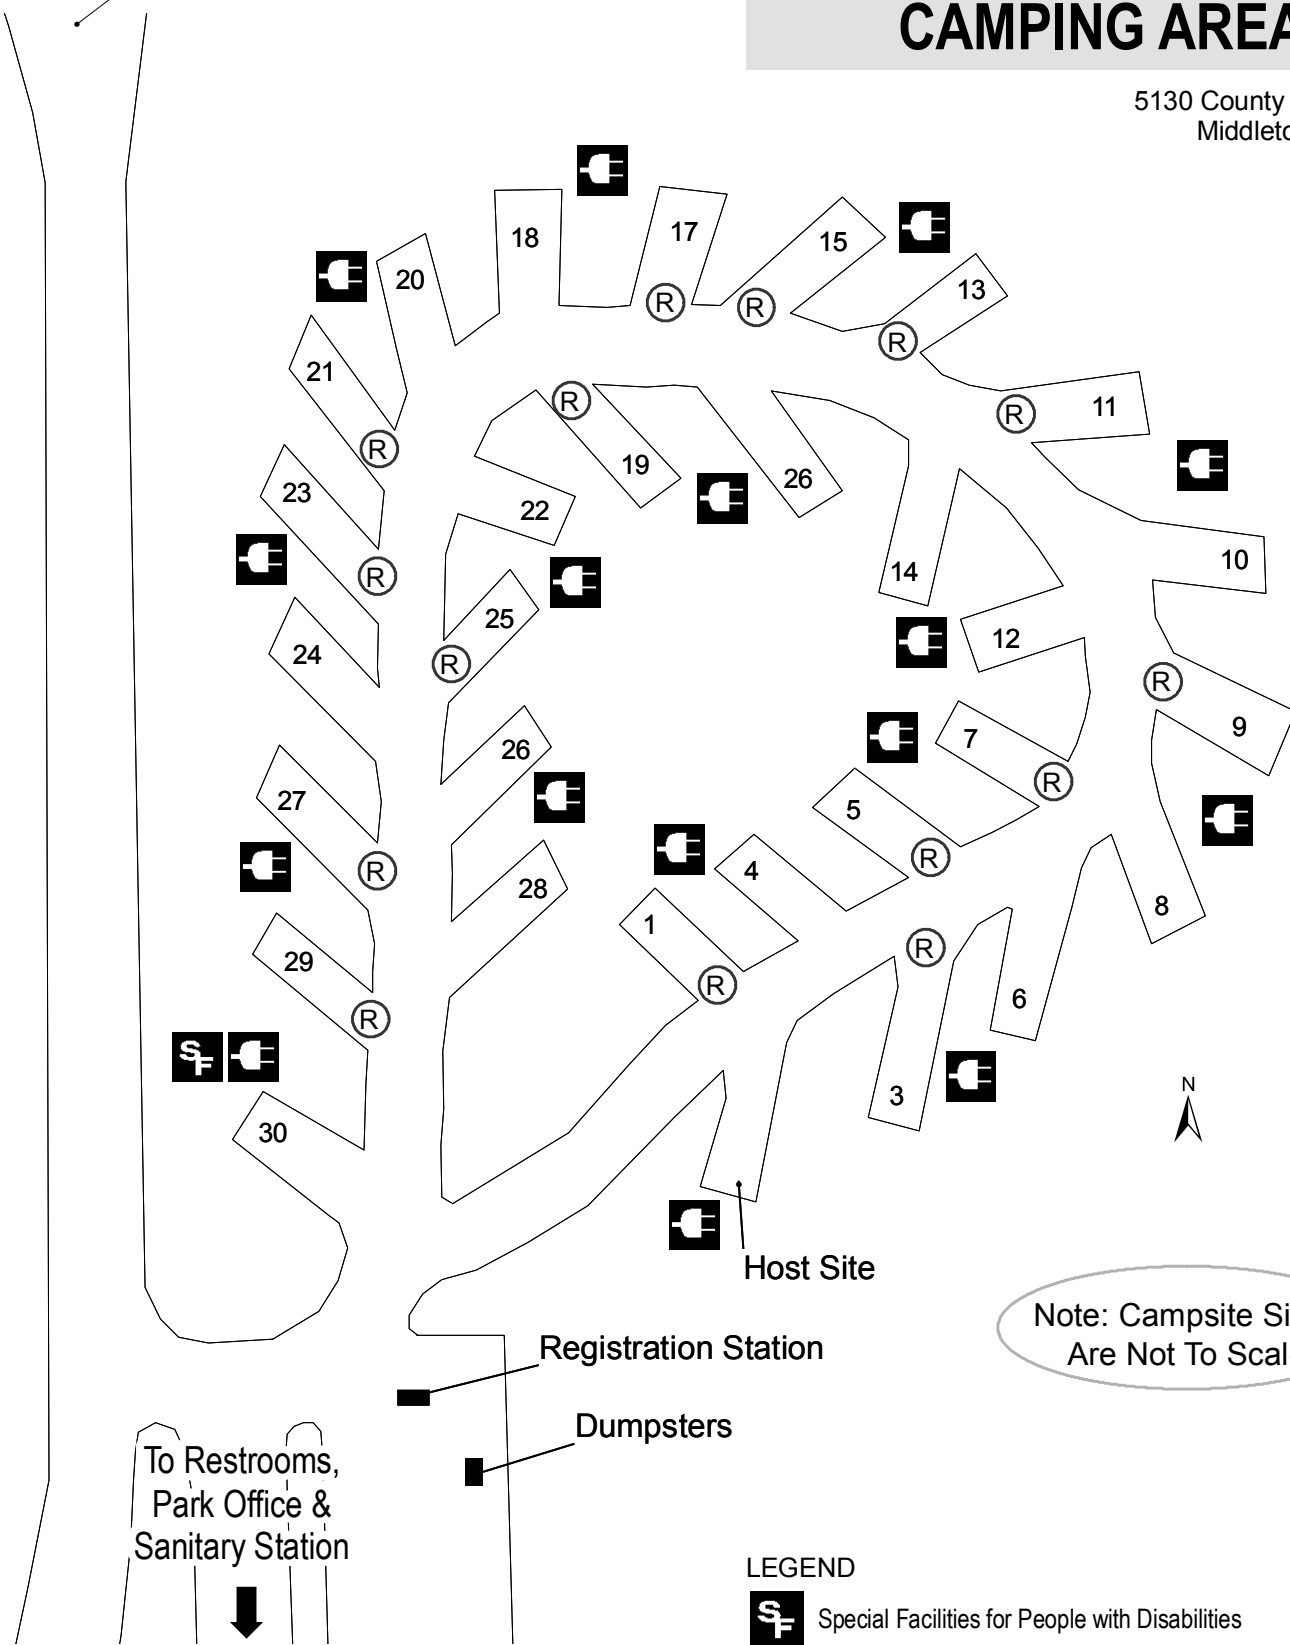 CAMPING AREA
5130 County
Middleto
18
17
15
20
13
R
R
R
21
11
R
R
R
19
23
26
22
10
R
14
25
12
24
R
R
9
7
26
R
27
5
R
4
R
28
8
1
29
R
R
6
R
3
SF
N
30
Host Site
Note: Campsite Si
Are Not To Scal
Registration Station
Dumpsters
To Restrooms,
Park Office &
Sanitary Station
LEGEND
SF Special Facilities for People with Disabilities